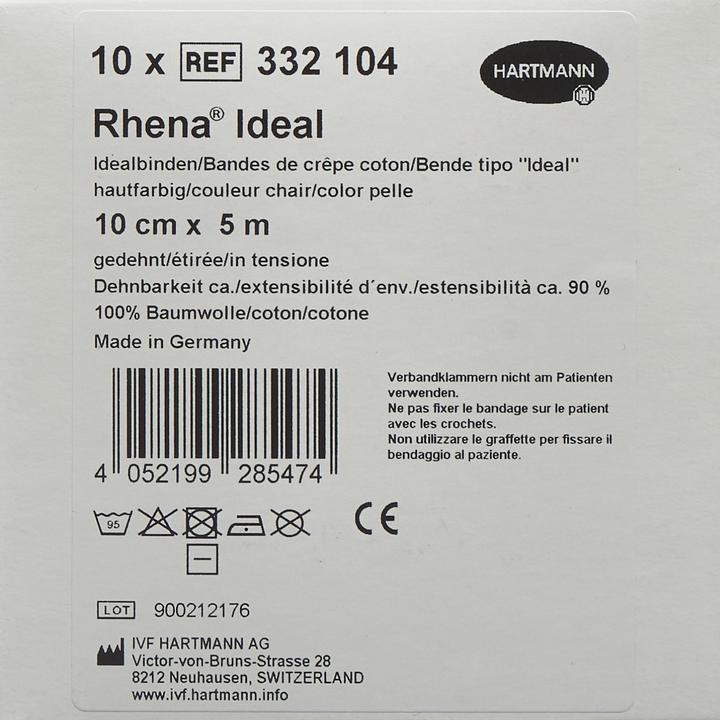 10 x REF 332 104
HARTMANN
Rhena® Ideal
Idealbinden/Bandes de crêpe coton/Bende tipo "Ideal"
hautfarbig/couleur chair/color pelle
10 cm x 5 m
gedehnt/étirée/in tensione
Dehnbarkeit ca./extensibilité d´env./estensibilità ca. 90 %
100% Baumwolle/coton/cotone
Made in Germany
Verbandklammern nicht am Patienten
verwenden.
Ne pas fixer le bandage sur le patient
avec les crochets.
Non utilizzare le graffette per fissare il
bendaggio al paziente.
4 052199 285474
95
CE
LOT 900212176
IVF HARTMANN AG
Victor-von-Bruns-Strasse 28
8212 Neuhausen, SWITZERLAND
www.ivf.hartmann.info